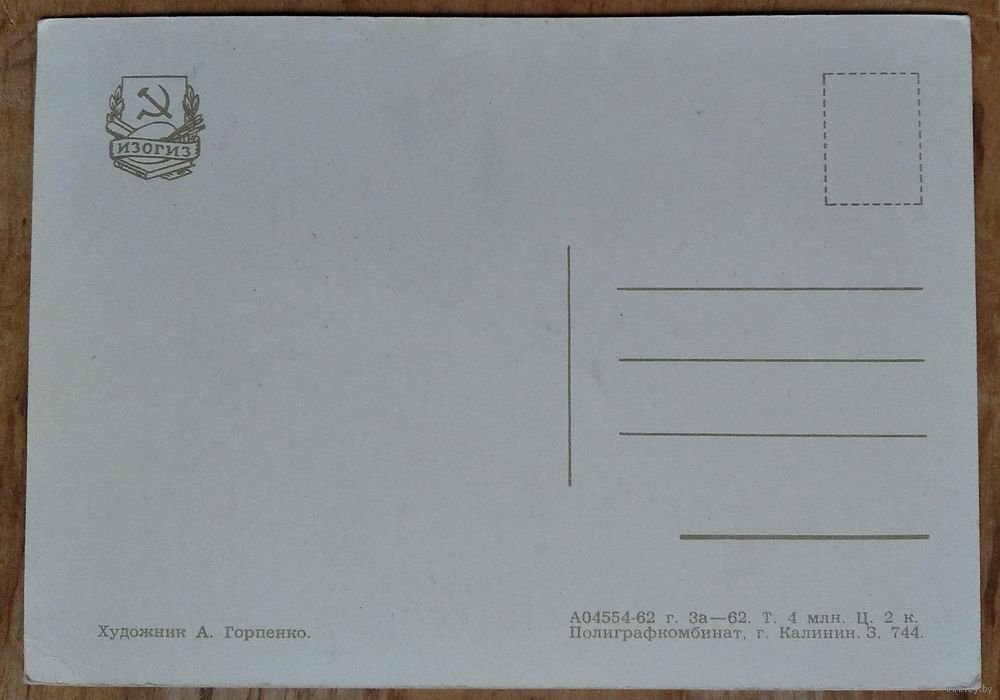 ИЗОГИЗ
Художник А. Горпенко.
А04554-62 г. 3а—62. Т. 4 млн. Ц. 2 к.
Полиграфкомбинат, г. Калинин. З. 744.